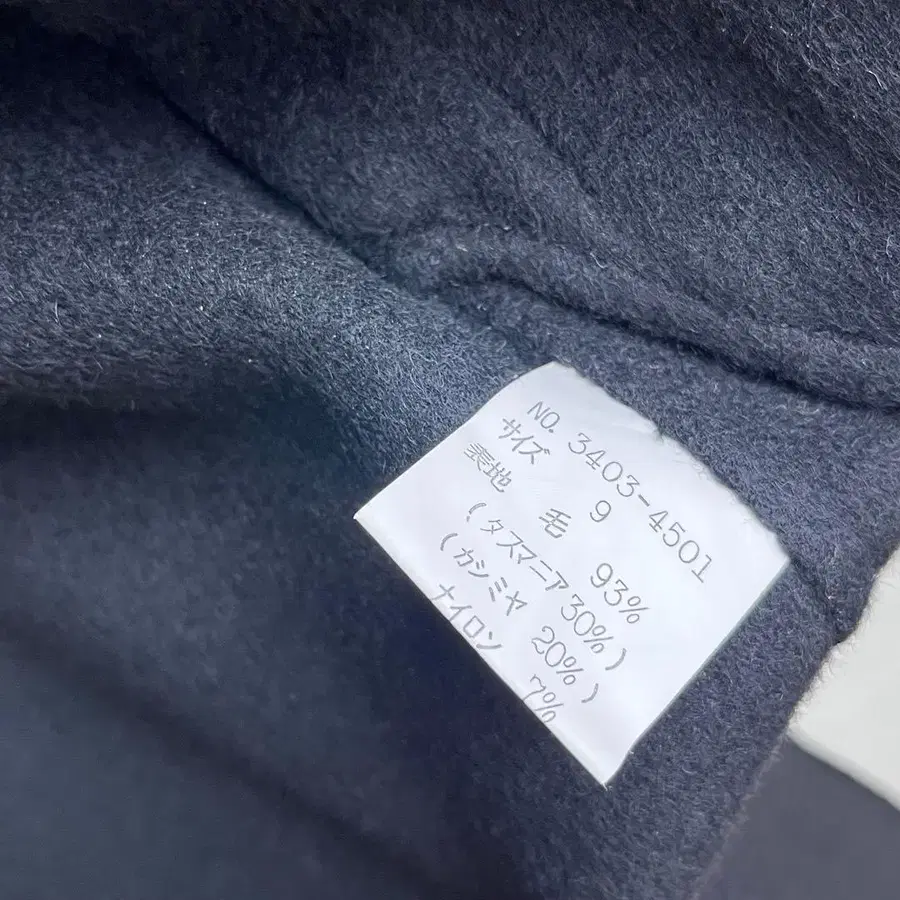 NO. 3403-4501
サイズ 9
表地 毛 93%
(タスマニア 30%)
(カシミヤ 20%)
ナイロン 7%